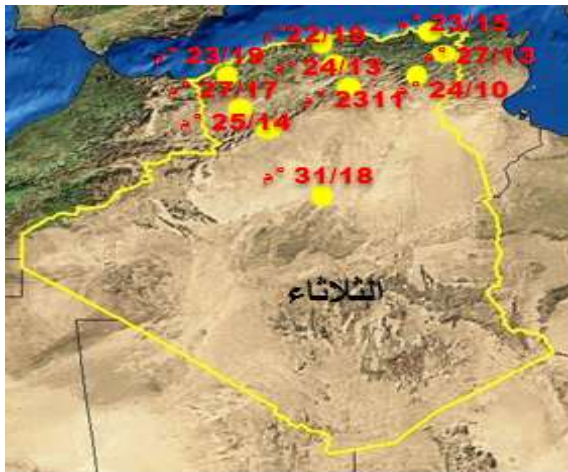 23/15 °م
22/19 °م
23/19 °م
27/13 °م
24/13 °م
27/17 °م
2311 °م
24/10 °م
25/14 °م
31/18 °م
الثلاثاء